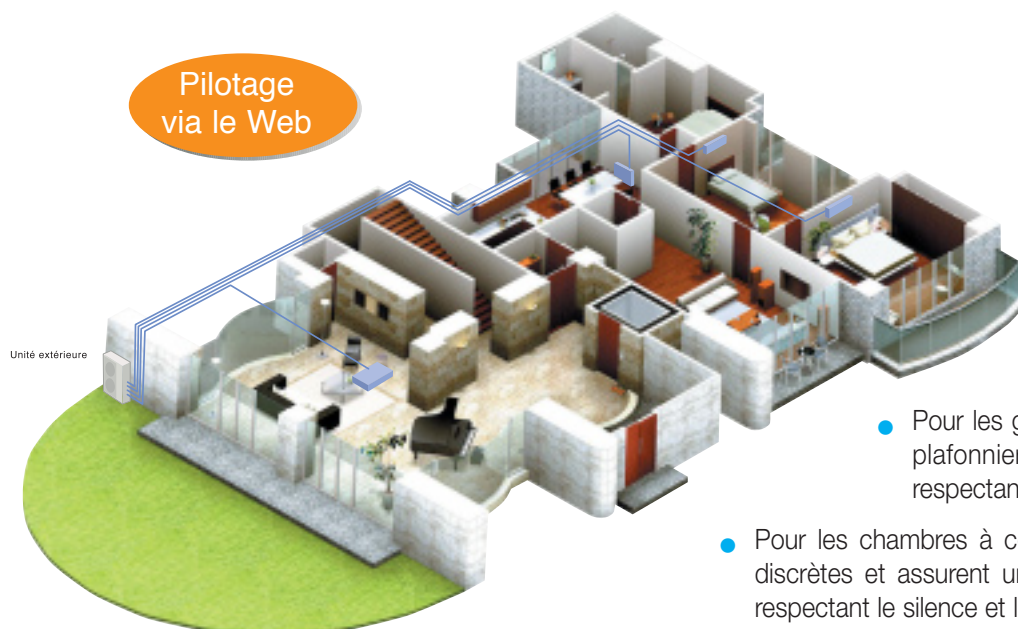 Pilotage
via le Web
Unité extérieure
Pour les
plafonnier
respectan
Pour les chambres à c
discrètes et assurent
respectant le silence et